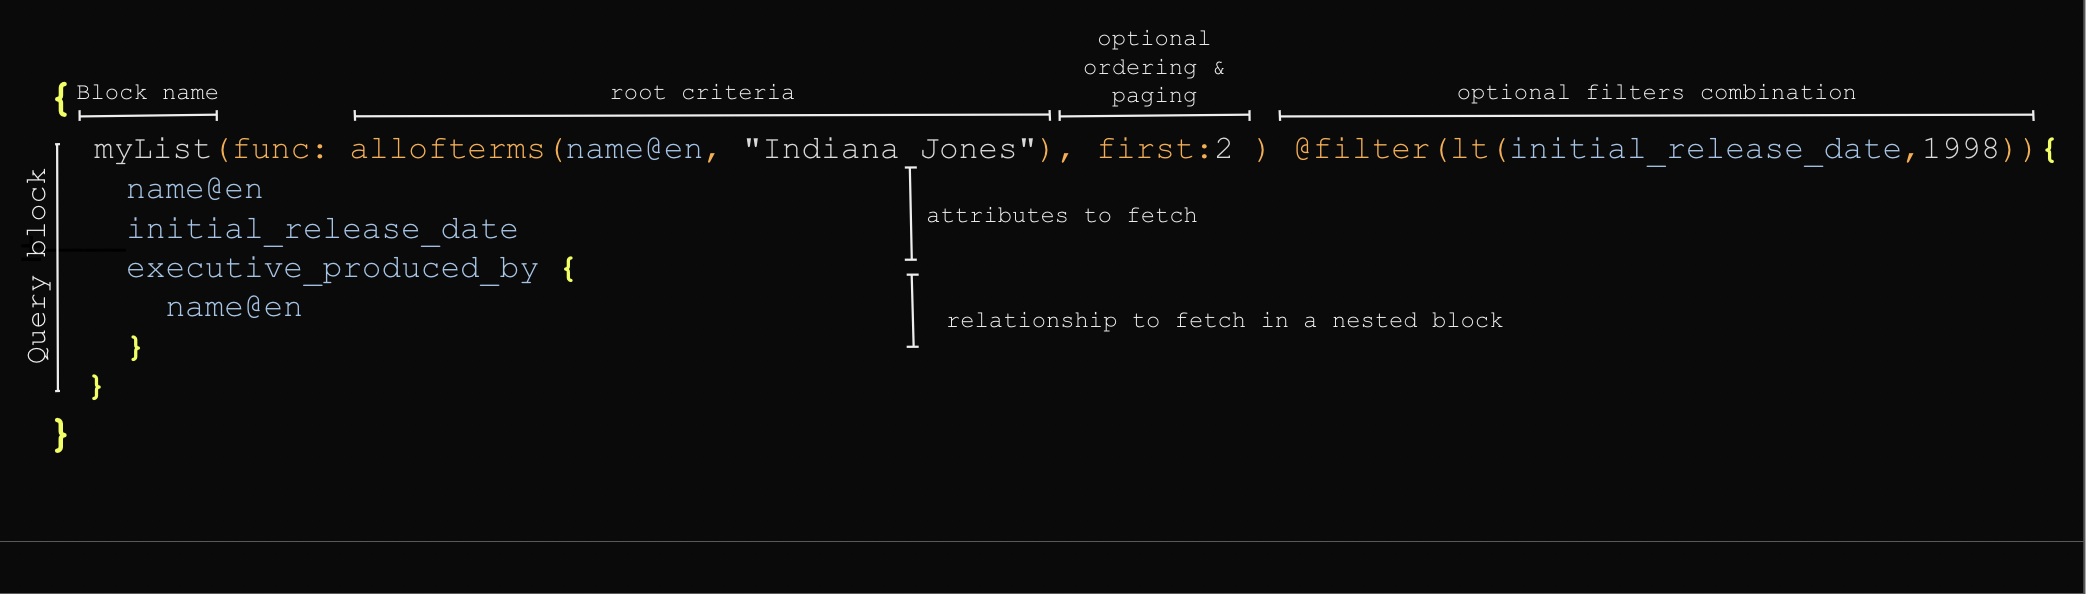 optional
ordering &
paging
{ Block name root criteria optional filters combination
myList(func: allofterms(name@en, "Indiana Jones"), first:2 ) @filter(lt(initial_release_date,1998)){
name@en
attributes to fetch
initial_release_date
executive_produced_by {
name@en
relationship to fetch in a nested block
}
}
}
Query block